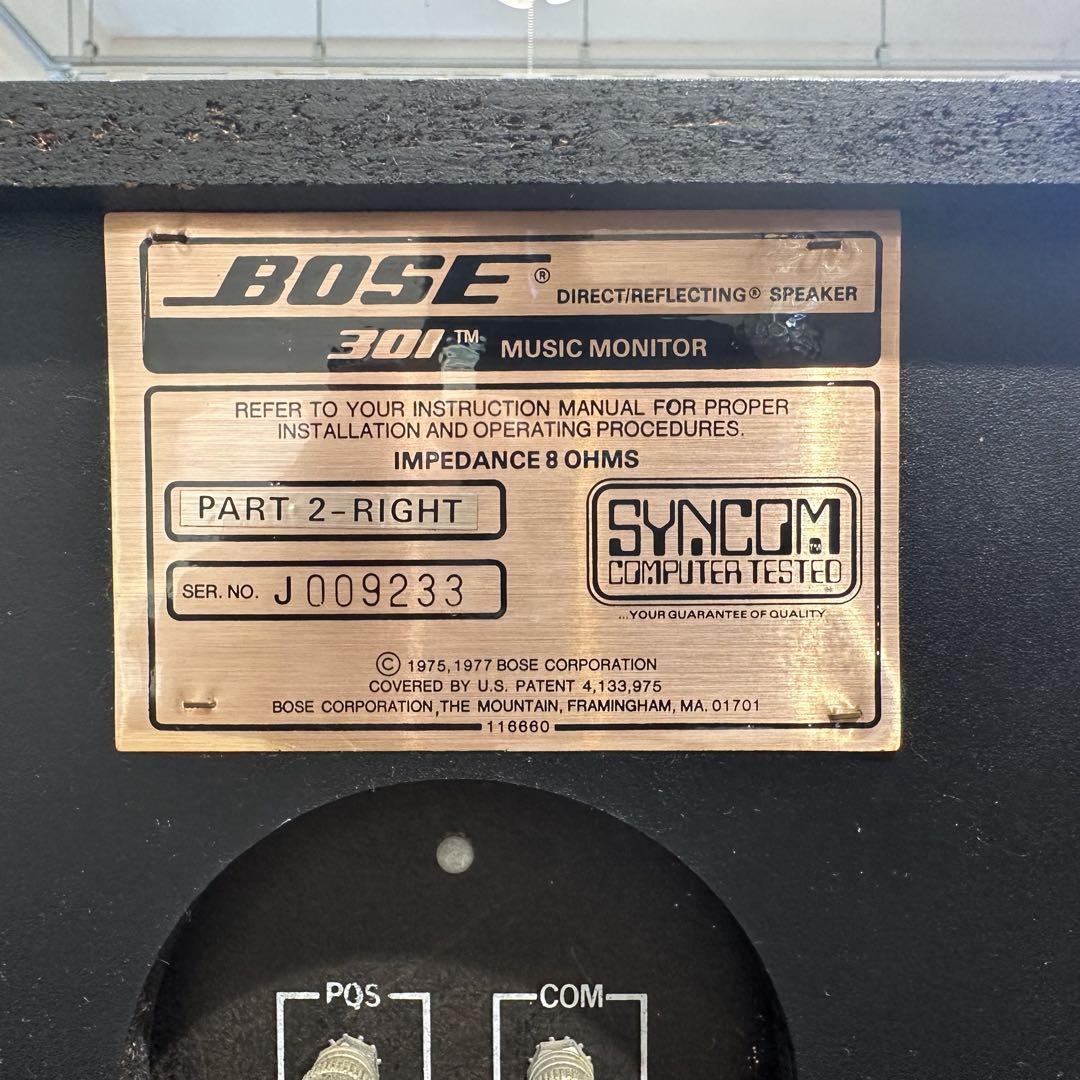 BOSE® DIRECT/REFLECTING® SPEAKER
301™ MUSIC MONITOR
REFER TO YOUR INSTRUCTION MANUAL FOR PROPER
INSTALLATION AND OPERATING PROCEDURES.
IMPEDANCE 8 OHMS
PART 2-RIGHT
SER. NO. J009233
SYNCOM™
COMPUTER TESTED
...YOUR GUARANTEE OF QUALITY
© 1975, 1977 BOSE CORPORATION
COVERED BY U.S. PATENT 4,133,975
BOSE CORPORATION, THE MOUNTAIN, FRAMINGHAM, MA. 01701
116660
POS
COM